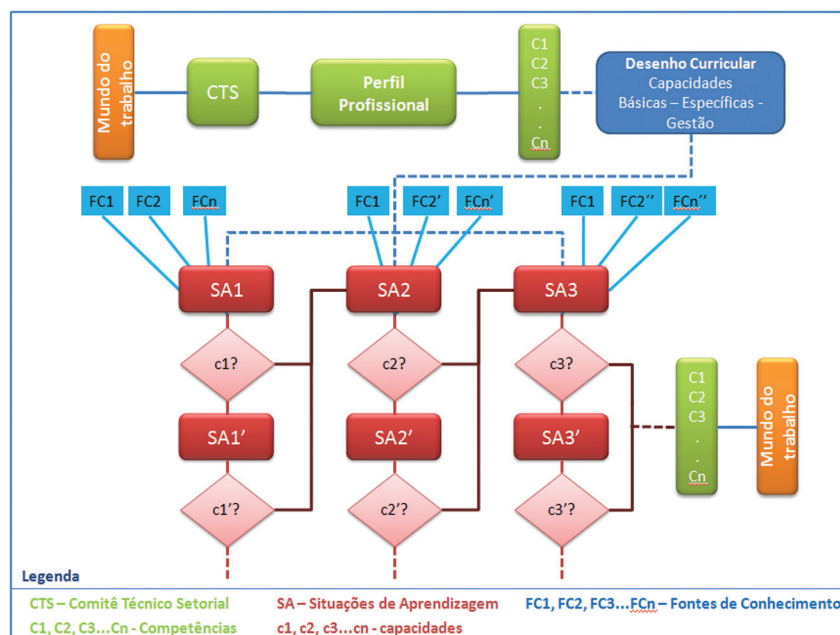 Mundo do
trabalho
CTS
Perfil
Profissional
C1
C2
C3
.
.
Cn
Desenho Curricular
Capacidades
Básicas – Específicas -
Gestão
FC1
FC2
FCn
FC1
FC2’
FCn’
FC1
FC2’’
FCn’’
SA1
SA2
SA3
c1?
c2?
c3?
SA1’
SA2’
SA3’
c1’?
c2’?
c3’?
C1
C2
C3
.
.
Cn
Mundo do
trabalho
Legenda
CTS – Comitê Técnico Setorial
SA – Situações de Aprendizagem
FC1, FC2, FC3...FCn – Fontes de Conhecimento
C1, C2, C3...Cn - Competências
c1, c2, c3...cn - capacidades